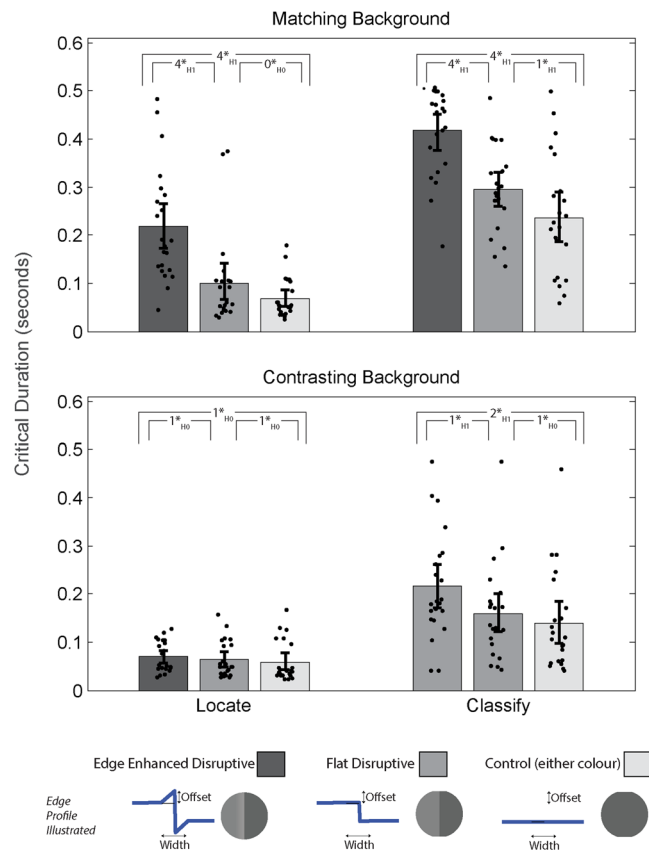 Matching Background
0.6
0.5
0.4
0.3
0.2
0.1
0
4*H1
4*H1 0*H0
4*H1
4*H1 1*H1
Contrasting Background
0.6
0.5
0.4
0.3
0.2
0.1
0
1*H0
1*H0 1*H0
2*H1
1*H1 1*H0
Critical Duration (seconds)
Locate Classify
Edge Enhanced Disruptive Flat Disruptive Control (either colour)
Edge
Profile
Illustrated
Offset
Width
Offset
Width
Offset
Width